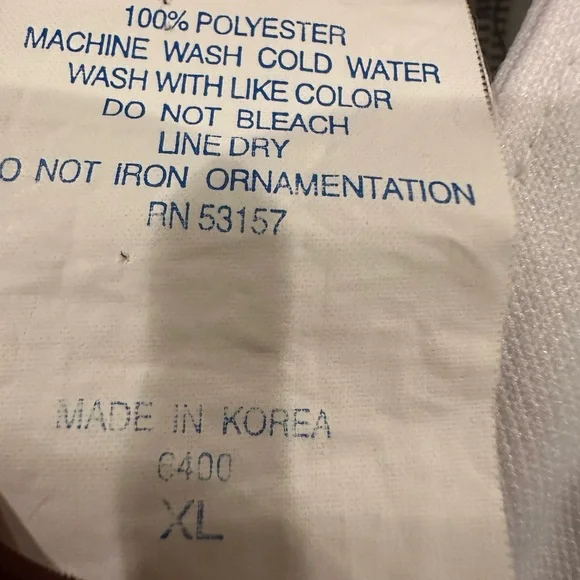 100% POLYESTER
MACHINE WASH COLD WATER
WASH WITH LIKE COLOR
DO NOT BLEACH
LINE DRY
O NOT IRON ORNAMENTATION
RN 53157
MADE IN KOREA
6400
XL